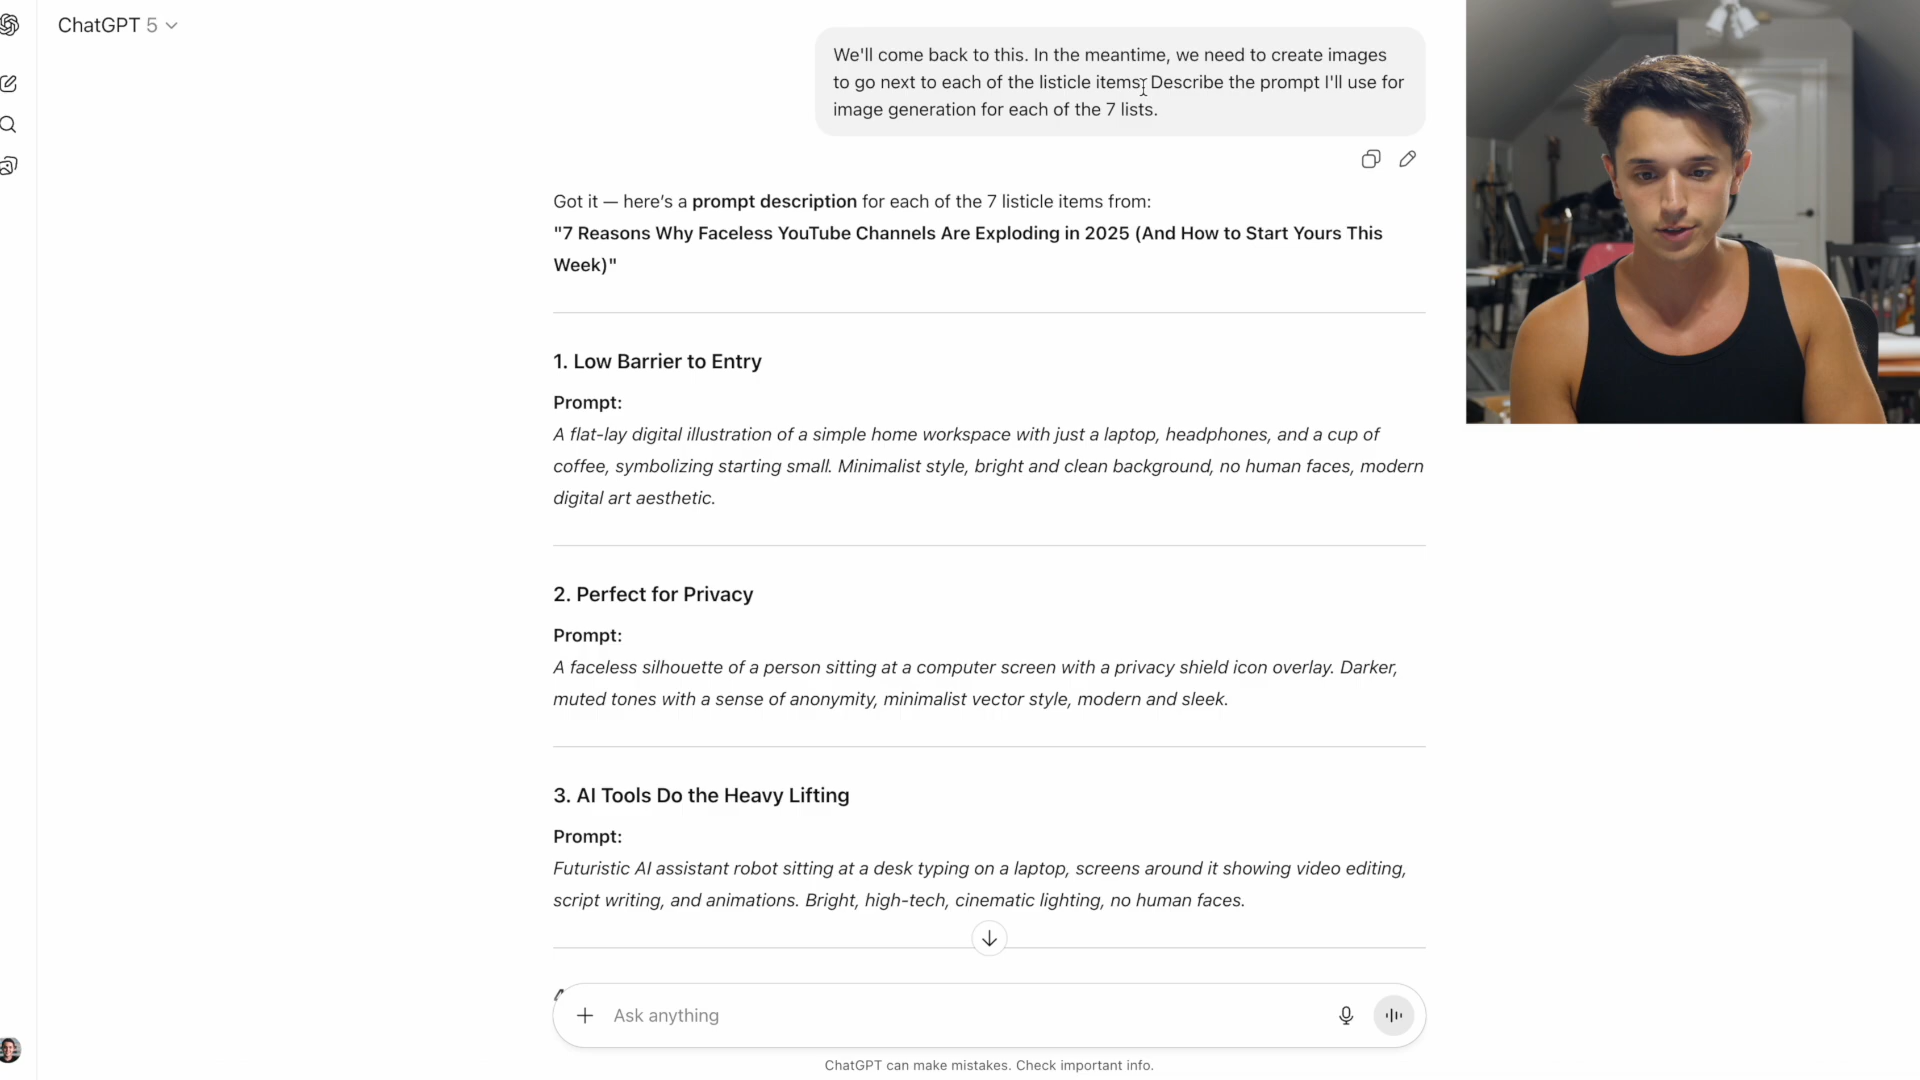 ChatGPT 5
We'll come back to this. In the meantime, we need to create images
to go next to each of the listicle items. Describe the prompt I'll use for
image generation for each of the 7 lists.
Got it — here's a prompt description for each of the 7 listicle items from:
"7 Reasons Why Faceless YouTube Channels Are Exploding in 2025 (And How to Start Yours This
Week)"
1. Low Barrier to Entry
Prompt:
A flat-lay digital illustration of a simple home workspace with just a laptop, headphones, and a cup of
coffee, symbolizing starting small. Minimalist style, bright and clean background, no human faces, modern
digital art aesthetic.
2. Perfect for Privacy
Prompt:
A faceless silhouette of a person sitting at a computer screen with a privacy shield icon overlay. Darker,
muted tones with a sense of anonymity, minimalist vector style, modern and sleek.
3. AI Tools Do the Heavy Lifting
Prompt:
Futuristic AI assistant robot sitting at a desk typing on a laptop, screens around it showing video editing,
script writing, and animations. Bright, high-tech, cinematic lighting, no human faces.
Ask anything
ChatGPT can make mistakes. Check important info.